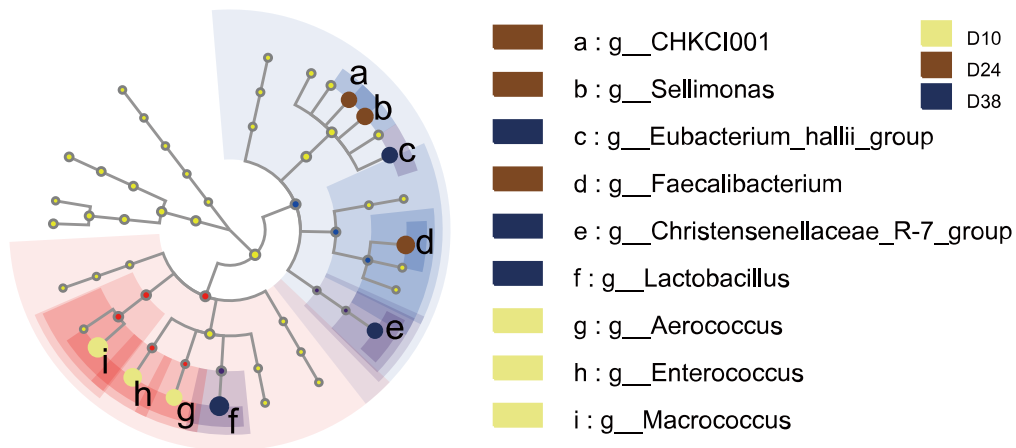 a
b
c
d
e
f
g
h
i
a : g__CHKCI001
b : g__Sellimonas
c : g__Eubacterium_hallii_group
d : g__Faecalibacterium
e : g__Christensenellaceae_R-7_group
f : g__Lactobacillus
g : g__Aerococcus
h : g__Enterococcus
i : g__Macrococcus
D10
D24
D38